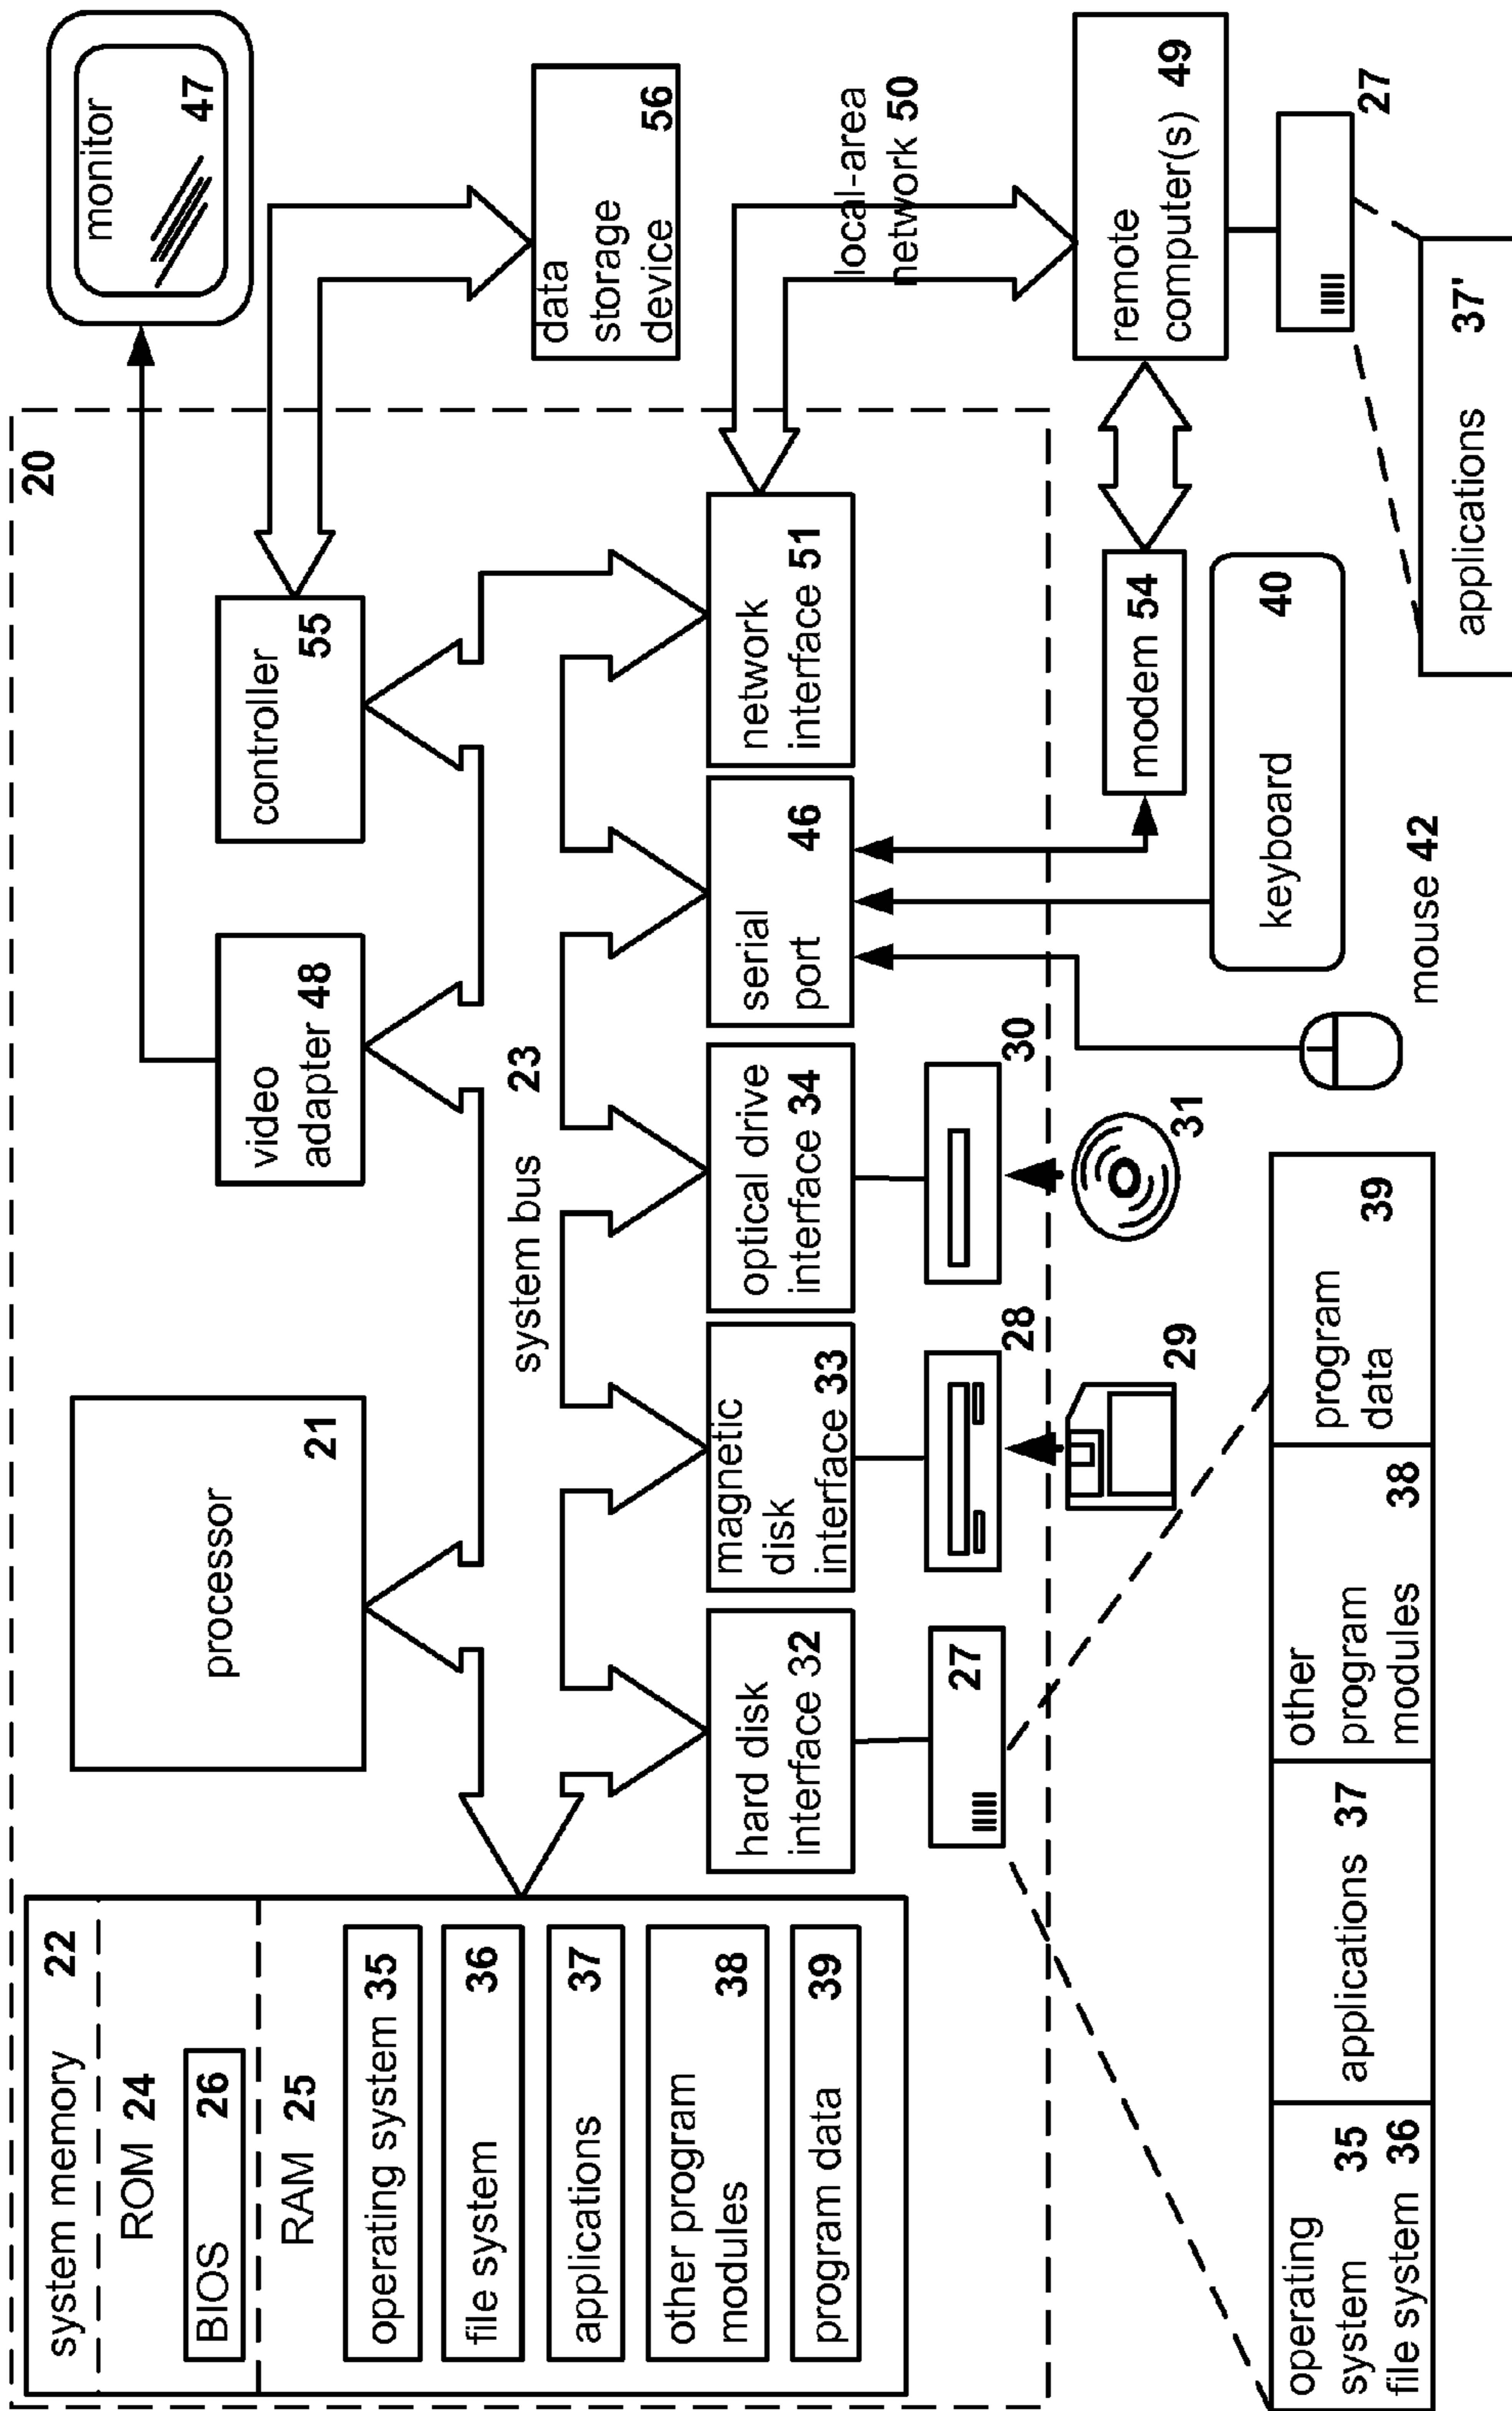 20
system memory 22
ROM 24
BIOS 26
RAM 25
operating system 35
file system 36
applications 37
other program
modules 38
program data 39
processor
21
video
adapter 48
controller
55
monitor
47
system bus 23
data
storage
device 56
hard disk
interface 32
magnetic
disk
interface 33
optical drive
interface 34
serial
port 46
network
interface 51
local-area
network 50
27
28
30
29
31
modem 54
remote
computer(s) 49
keyboard 40
mouse 42
27
operating
system 35
file system 36
applications 37
other
program
modules 38
program
data 39
applications 37'